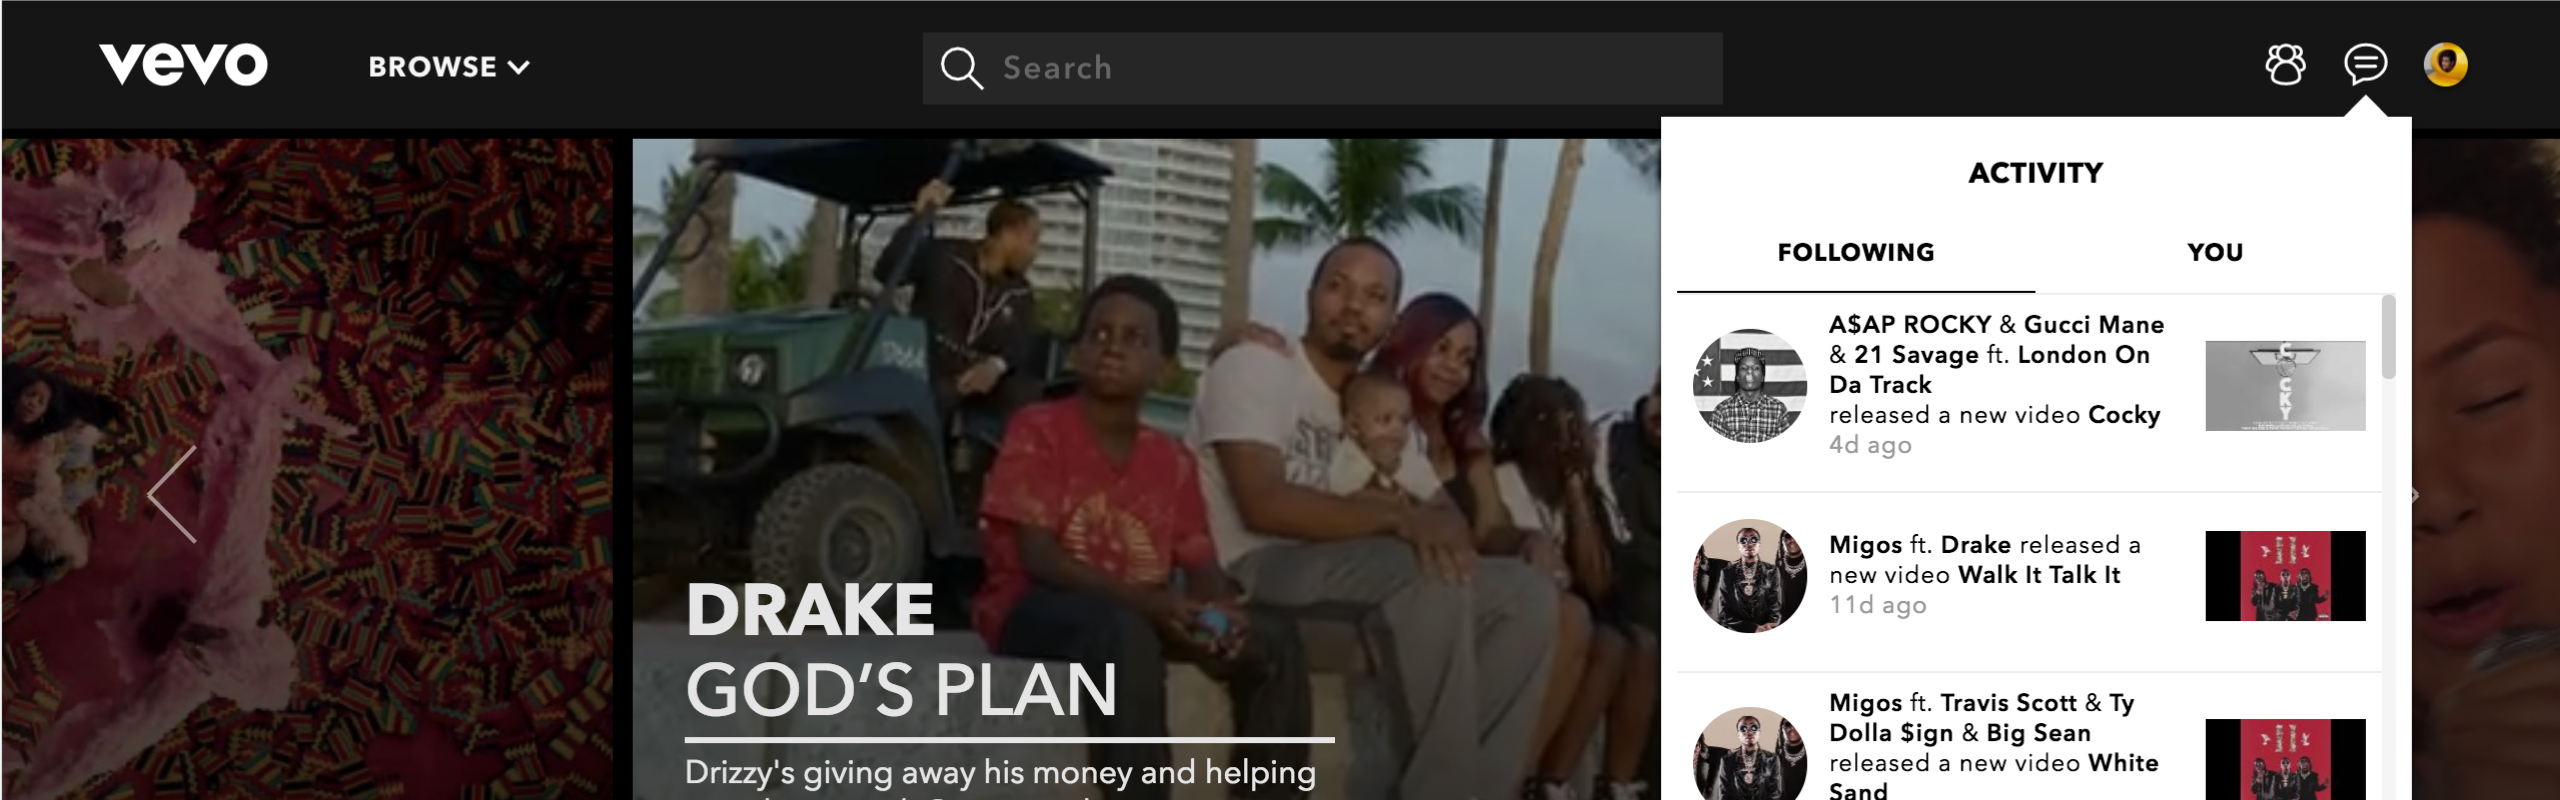 vevo
BROWSE
Search
ACTIVITY
FOLLOWING
YOU
A$AP ROCKY & Gucci Mane
& 21 Savage ft. London On
Da Track
released a new video Cocky
4d ago
Migos ft. Drake released a
new video Walk It Talk It
11d ago
Migos ft. Travis Scott & Ty
Dolla $ign & Big Sean
released a new video White
Sand
DRAKE
GOD'S PLAN
Drizzy's giving away his money and helping